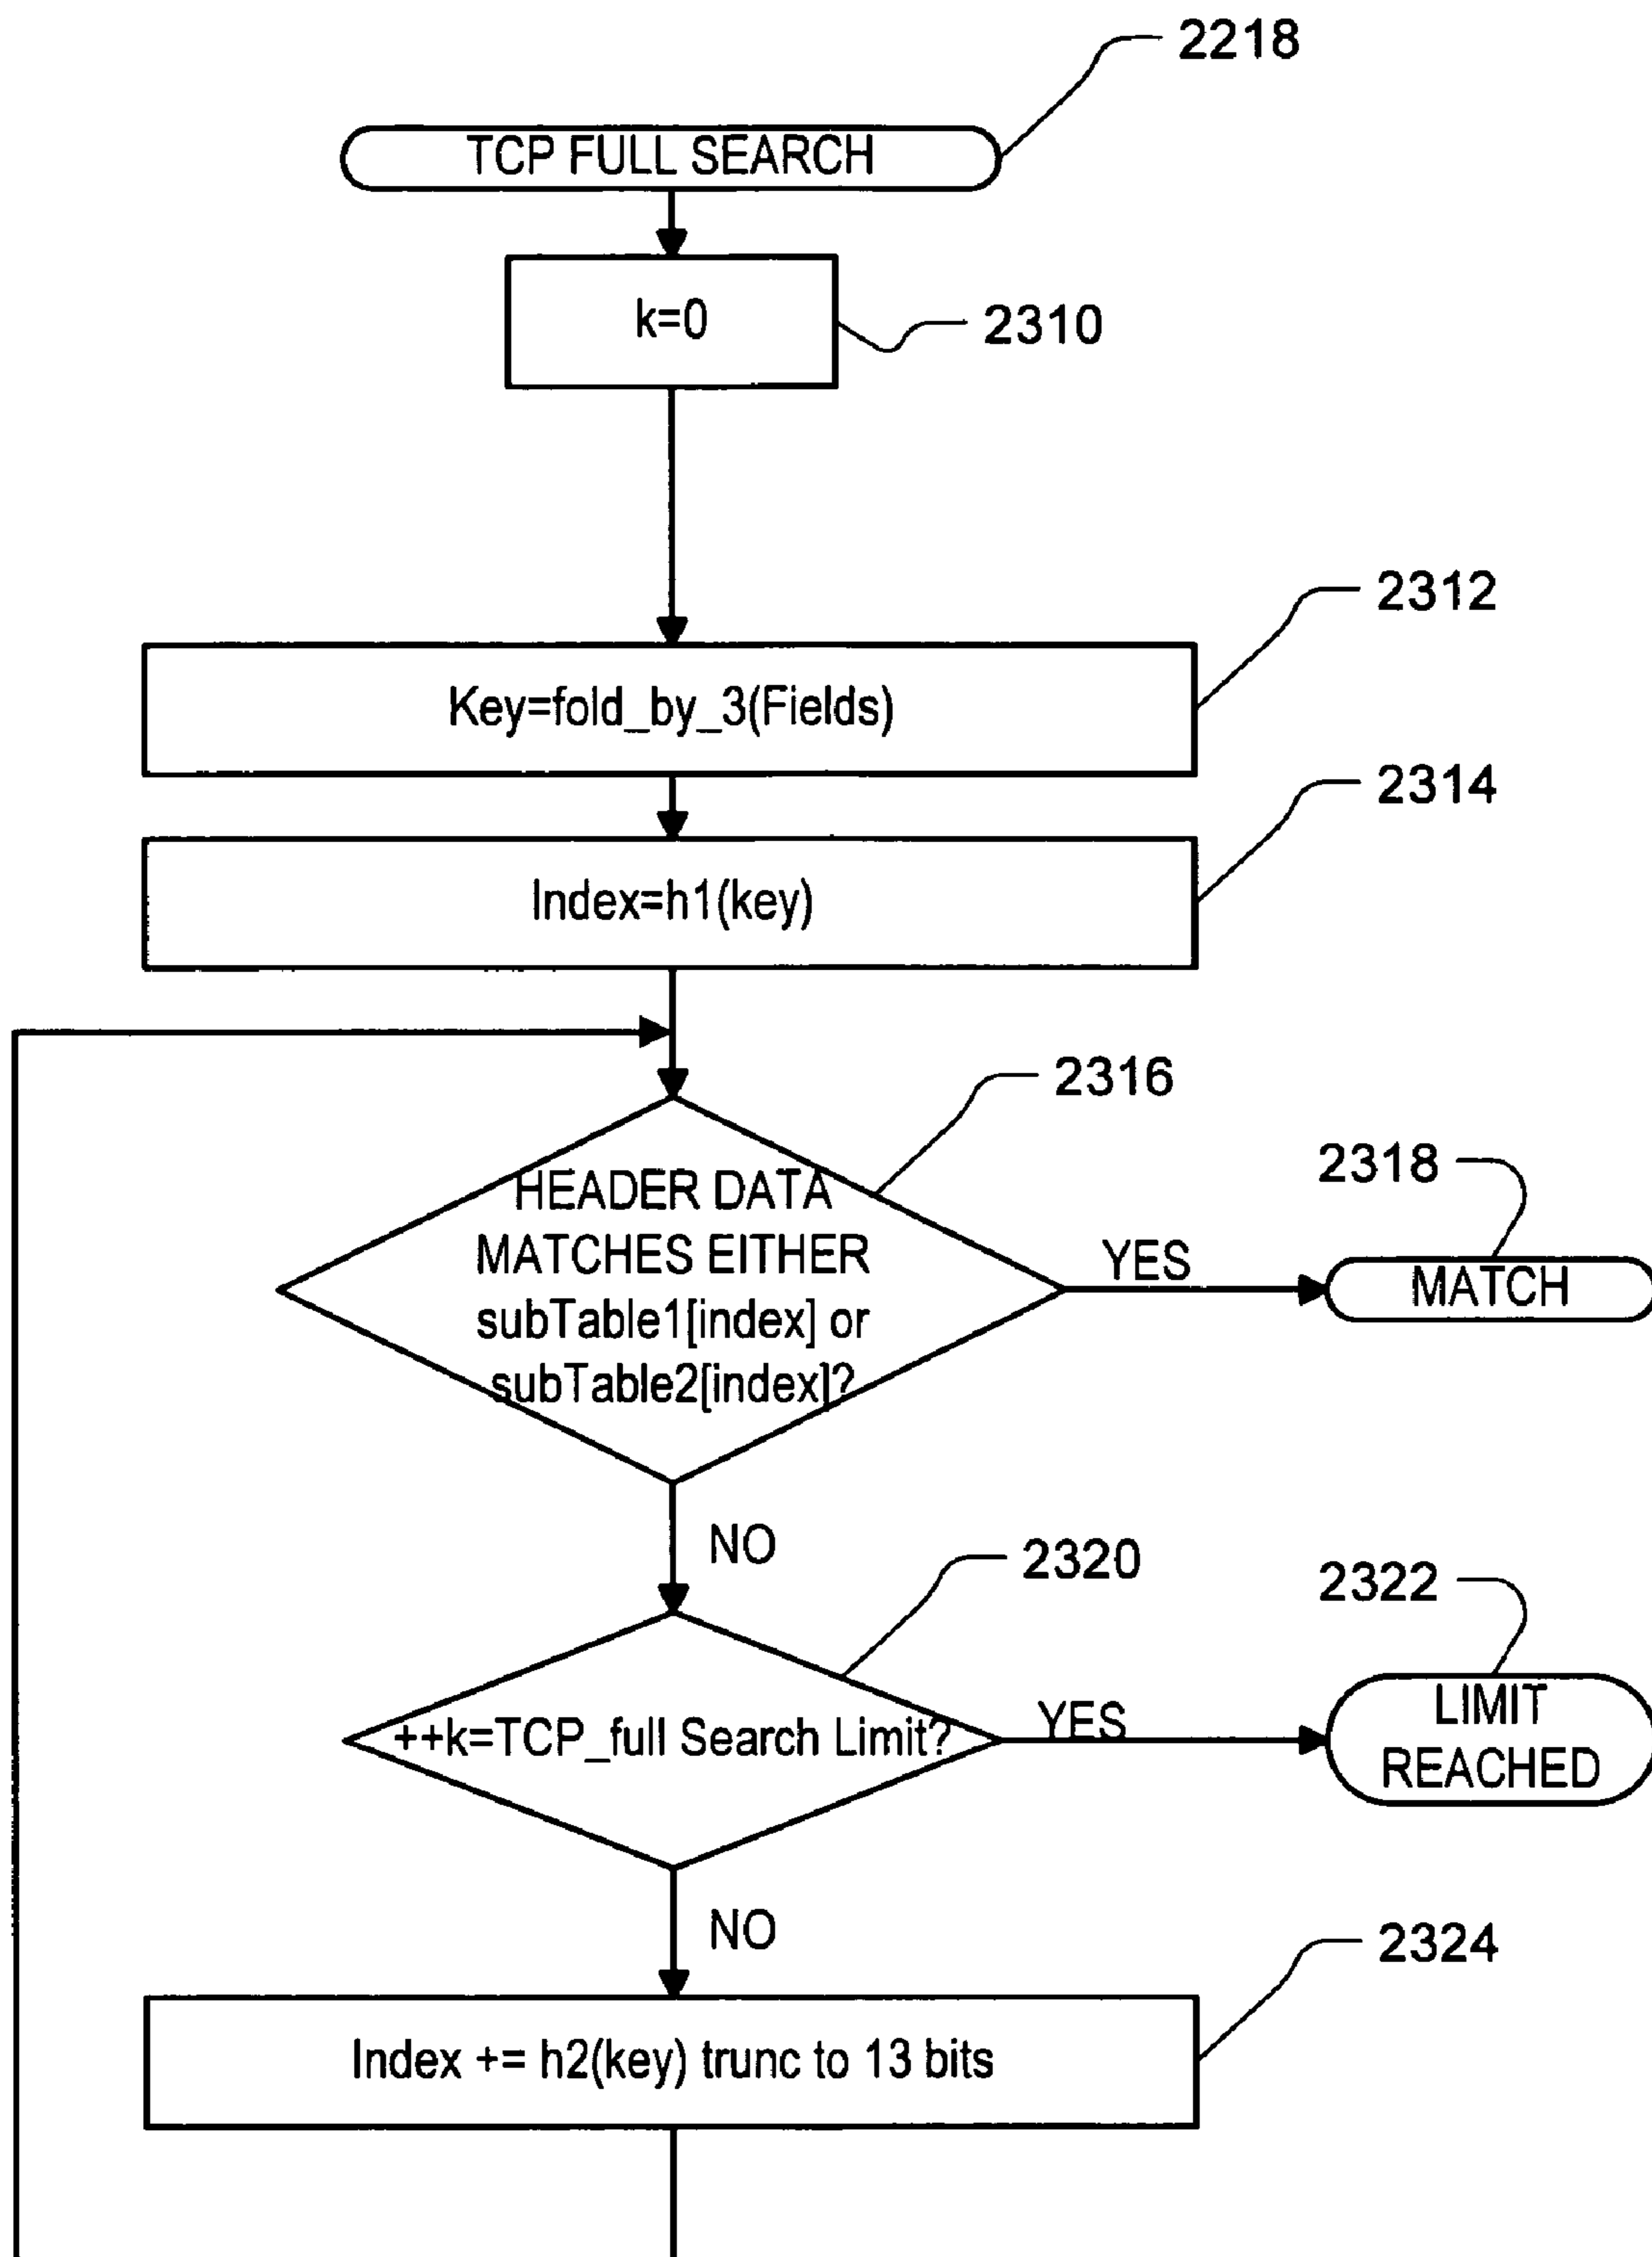 2218
TCP FULL SEARCH
k=0
2310
2312
Key=fold_by_3(Fields)
2314
Index=h1(key)
2316
HEADER DATA
MATCHES EITHER
subTable1[index] or
subTable2[index]?
YES
2318
MATCH
NO
2320
++k=TCP_full Search Limit?
YES
2322
LIMIT
REACHED
NO
2324
Index += h2(key) trunc to 13 bits